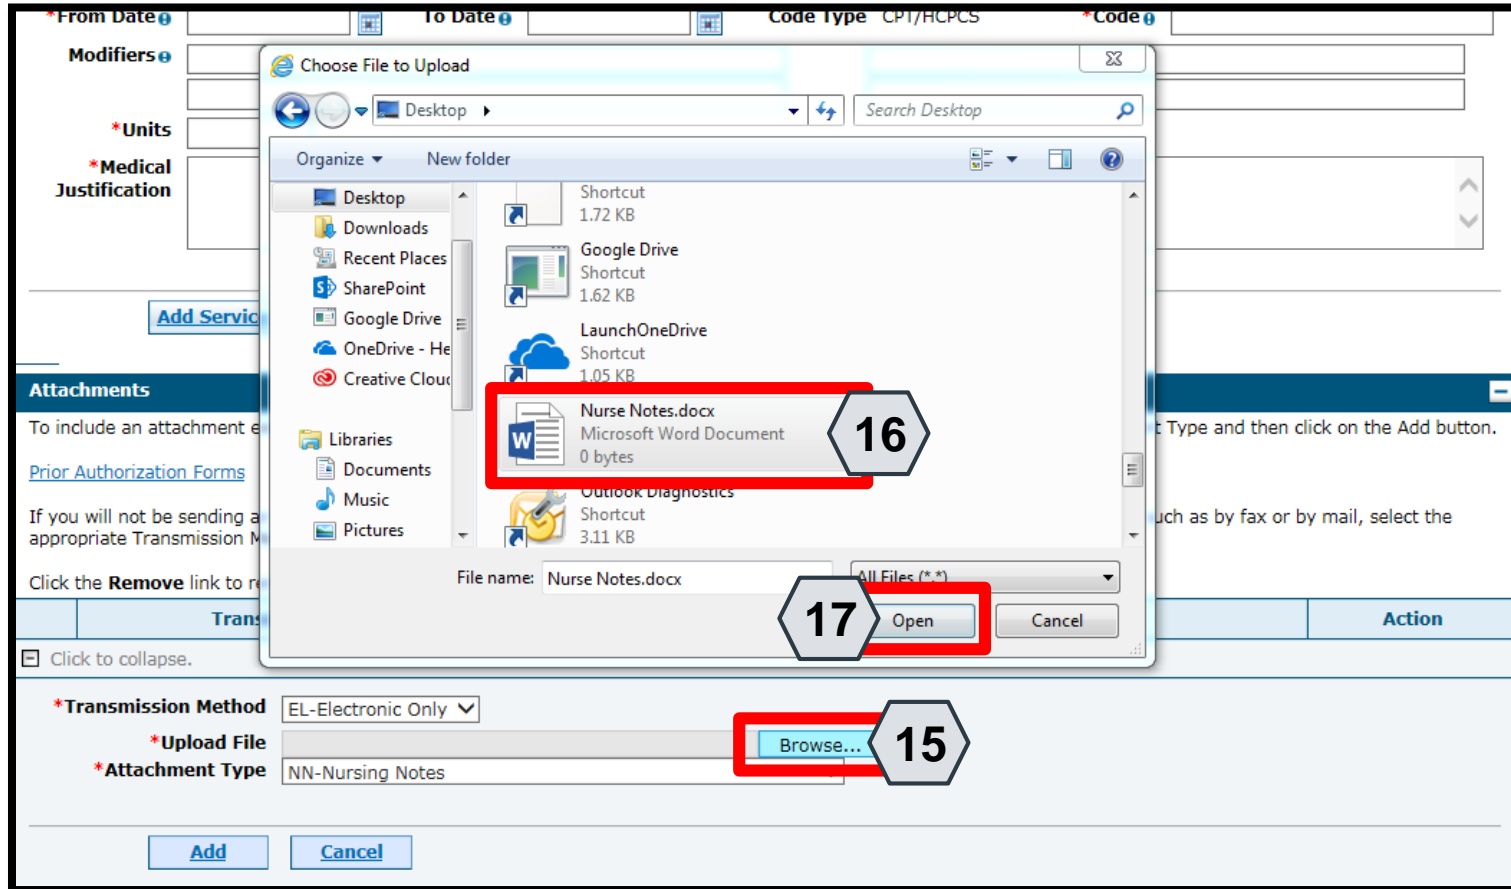 *From Date To Date Code Type CPT/HCPCS *Code
Modifiers
Choose File to Upload
Desktop
Search Desktop
*Units
Organize New folder
*Medical
Justification
Desktop
Downloads
Recent Places
SharePoint
Google Drive
OneDrive - He
Creative Cloud
Libraries
Documents
Music
Pictures
Shortcut
1.72 KB
Google Drive
Shortcut
1.62 KB
LaunchOneDrive
Shortcut
1.05 KB
Nurse Notes.docx
Microsoft Word Document
0 bytes
16
Outlook Diagnostics
Shortcut
3.11 KB
File name: Nurse Notes.docx All Files (*.*)
17 Open Cancel
Add Servic
Attachments
To include an attachment e t Type and then click on the Add button.
Prior Authorization Forms
If you will not be sending a uch as by fax or by mail, select the
appropriate Transmission M
Click the Remove link to re
Trans Action
Click to collapse.
*Transmission Method EL-Electronic Only
*Upload File Browse... 15
*Attachment Type NN-Nursing Notes
Add Cancel